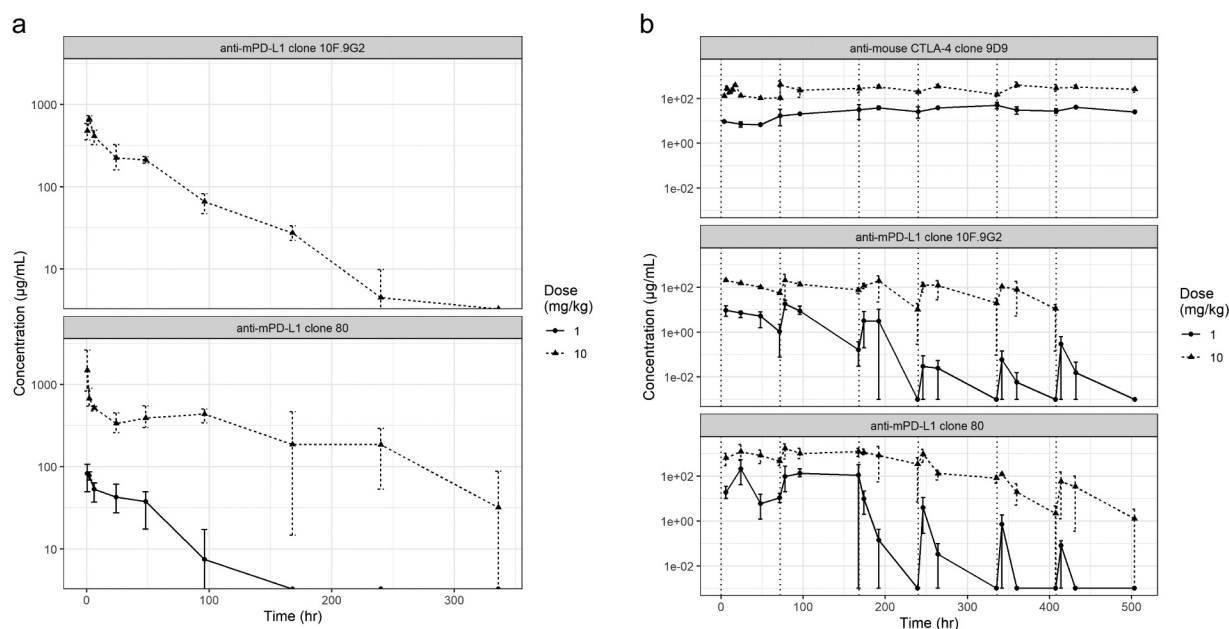 a
anti-mPD-L1 clone 10F.9G2
1000
100
10
anti-mPD-L1 clone 80
1000
100
10
0
100
200
300
Time (hr)
Concentration (µg/mL)
Dose
(mg/kg)
1
10
b
anti-mouse CTLA-4 clone 9D9
1e+02
1e+00
1e-02
anti-mPD-L1 clone 10F.9G2
1e+02
1e+00
1e-02
anti-mPD-L1 clone 80
1e+02
1e+00
1e-02
0
100
200
300
400
500
Time (hr)
Concentration (µg/mL)
Dose
(mg/kg)
1
10